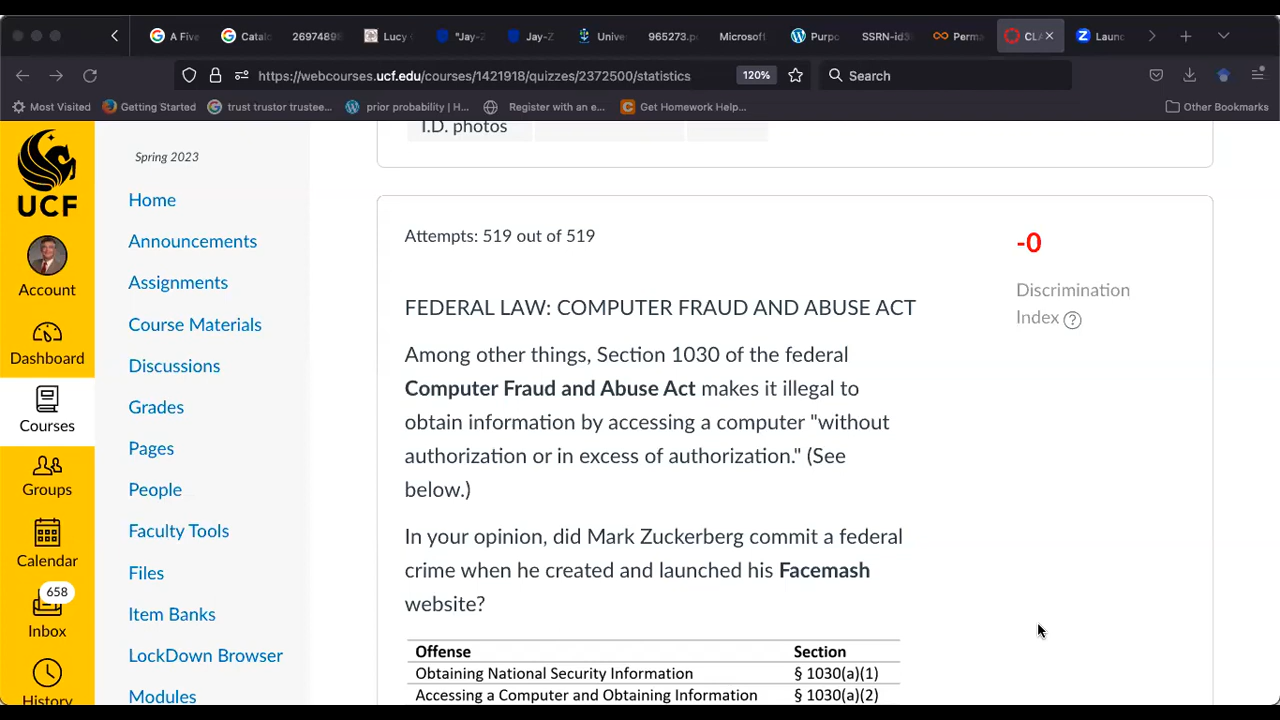 A Five
Catal
2697489
Lucy
"Jay-Z
Jay-Z
Unive
965273.p
Microsoft
Purpo
SSRN-id3
Perma
CLA
Launc
https://webcourses.ucf.edu/courses/1421918/quizzes/2372500/statistics
120%
Search
Most Visited
Getting Started
trust trustor trustee...
prior probability | H...
Register with an e...
Get Homework Help...
Other Bookmarks
UCF
Account
Dashboard
Courses
Groups
Calendar
658
Inbox
History
Spring 2023
Home
Announcements
Assignments
Course Materials
Discussions
Grades
Pages
People
Faculty Tools
Files
Item Banks
LockDown Browser
Modules
I.D. photos
Attempts: 519 out of 519
-0
Discrimination
Index ?
FEDERAL LAW: COMPUTER FRAUD AND ABUSE ACT
Among other things, Section 1030 of the federal
Computer Fraud and Abuse Act makes it illegal to
obtain information by accessing a computer "without
authorization or in excess of authorization." (See
below.)
In your opinion, did Mark Zuckerberg commit a federal
crime when he created and launched his Facemash
website?
Offense Section
Obtaining National Security Information § 1030(a)(1)
Accessing a Computer and Obtaining Information § 1030(a)(2)